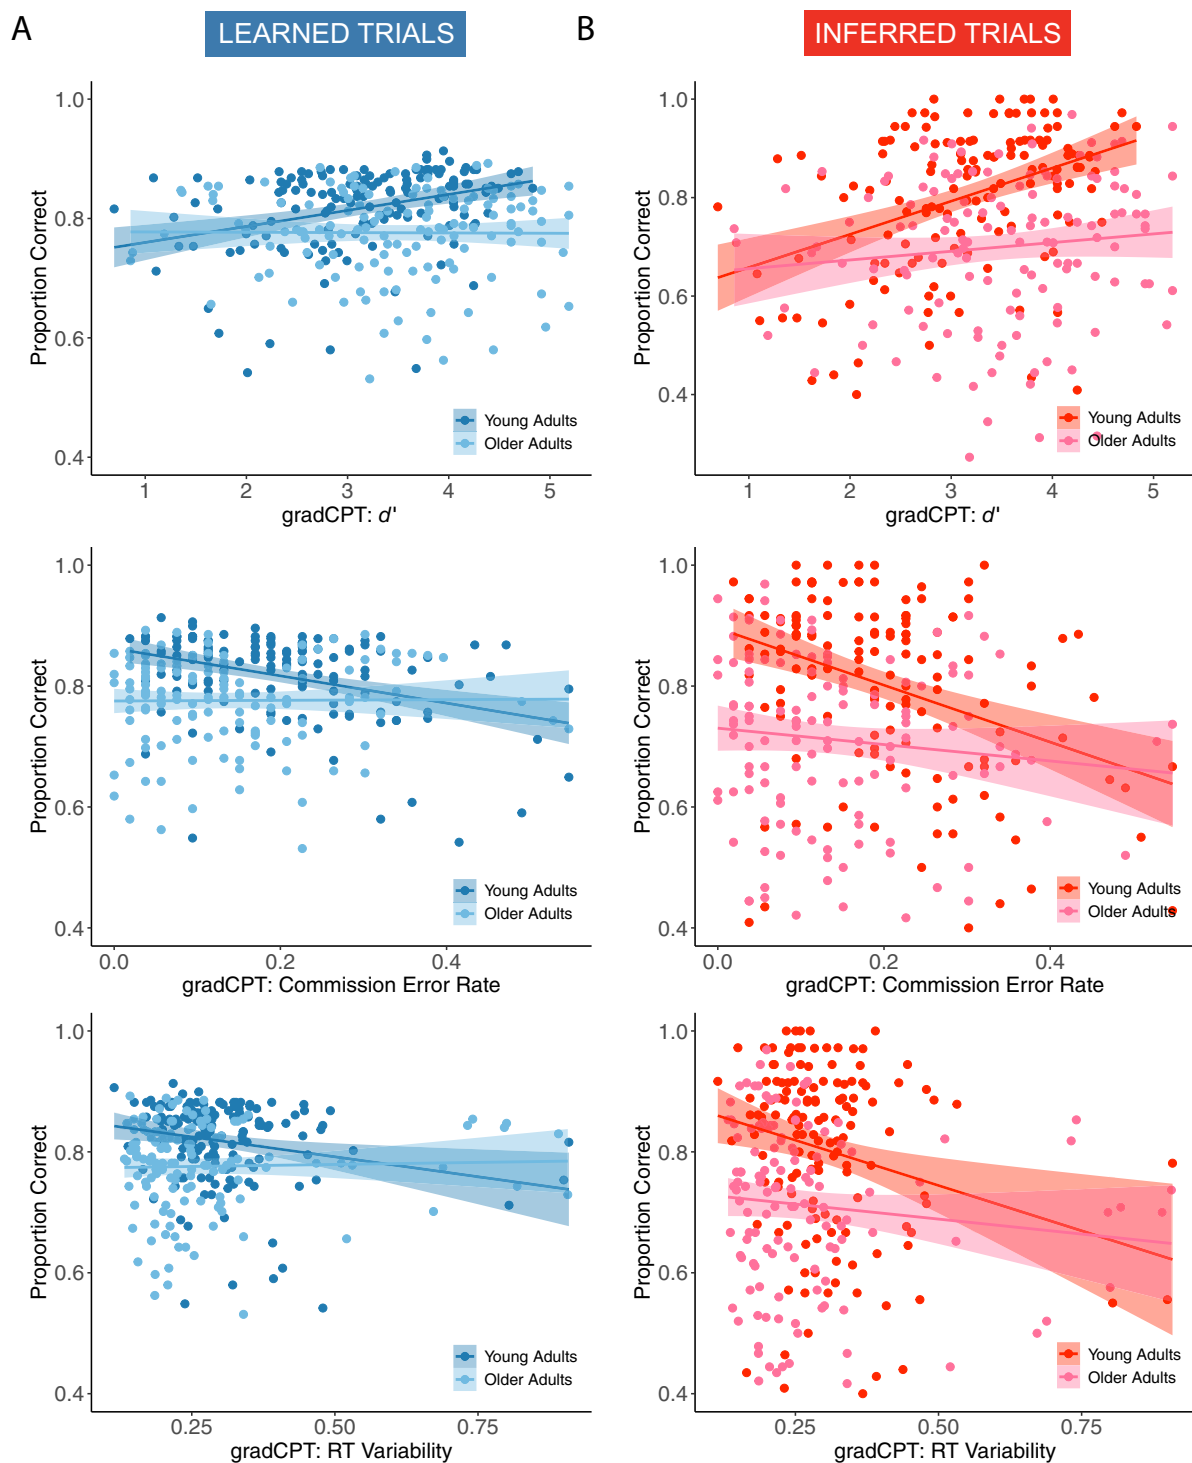 A
LEARNED TRIALS
B
INFERRED TRIALS
1.0
0.8
0.6
0.4
Proportion Correct
Young Adults
Older Adults
1 2 3 4 5
gradCPT: d'
1.0
0.8
0.6
0.4
Proportion Correct
Young Adults
Older Adults
1 2 3 4 5
gradCPT: d'
1.0
0.8
0.6
0.4
Proportion Correct
Young Adults
Older Adults
0.0 0.2 0.4
gradCPT: Commission Error Rate
1.0
0.8
0.6
0.4
Proportion Correct
Young Adults
Older Adults
0.0 0.2 0.4
gradCPT: Commission Error Rate
1.0
0.8
0.6
0.4
Proportion Correct
Young Adults
Older Adults
0.25 0.50 0.75
gradCPT: RT Variability
1.0
0.8
0.6
0.4
Proportion Correct
Young Adults
Older Adults
0.25 0.50 0.75
gradCPT: RT Variability